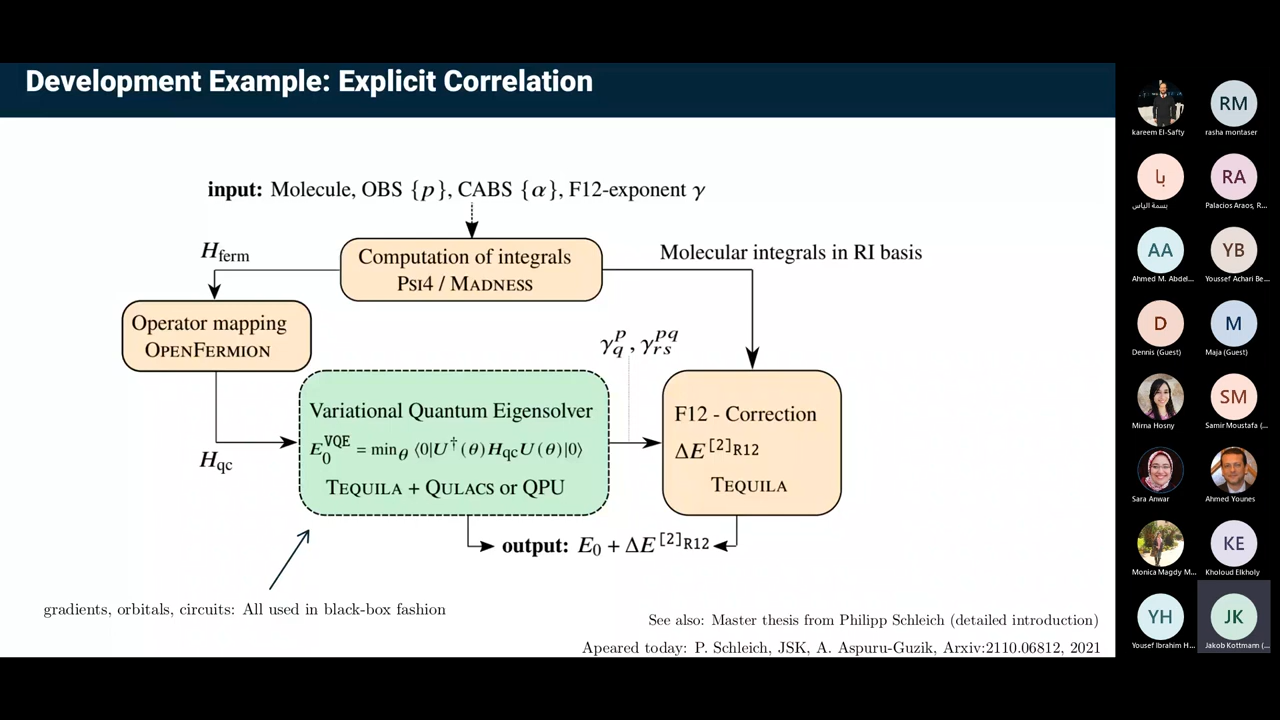 Development Example: Explicit Correlation
input: Molecule, OBS {p}, CABS {α}, F12-exponent γ
H_ferm
Computation of integrals
PSI4 / MADNESS
Molecular integrals in RI basis
Operator mapping
OPENFERMION
γ^p_q, γ^pq_rs
H_qc
Variational Quantum Eigensolver
E_0^VQE = min_θ ⟨0|U†(θ)H_qc U(θ)|0⟩
TEQUILA + QULACS or QPU
F12 - Correction
ΔE^[2]_R12
TEQUILA
output: E_0 + ΔE^[2]_R12
gradients, orbitals, circuits: All used in black-box fashion
See also: Master thesis from Philipp Schleich (detailed introduction)
Apeared today: P. Schleich, JSK, A. Aspuru-Guzik, Arxiv:2110.06812, 2021
kareem El-Safty
RM
rasha montaser
با
بسمة الياس
RA
Palacios Araos, R...
AA
Ahmed M. Abdel...
YB
Youssef Achari Be...
D
Dennis (Guest)
M
Maja (Guest)
Mirna Hosny
SM
Samir Moustafa (...
Sara Anwar
Ahmed Younes
Monica Magdy M...
KE
Kholoud Elkholy
YH
Yousef Ibrahim H...
JK
Jakob Kottmann (...